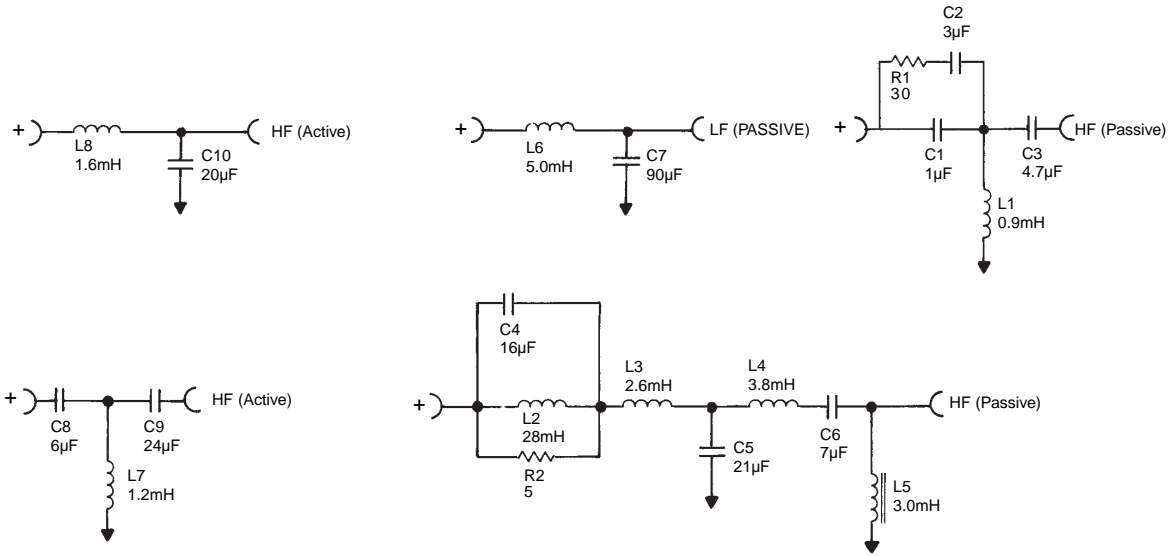 +
L8
1.6mH
C10
20µF
HF (Active)
+
L6
5.0mH
C7
90µF
LF (PASSIVE)
C2
3µF
R1
30
+
C1
1µF
C3
4.7µF
HF (Passive)
L1
0.9mH
+
C8
6µF
C9
24µF
HF (Active)
L7
1.2mH
C4
16µF
+
L2
28mH
R2
5
L3
2.6mH
C5
21µF
L4
3.8mH
C6
7µF
HF (Passive)
L5
3.0mH